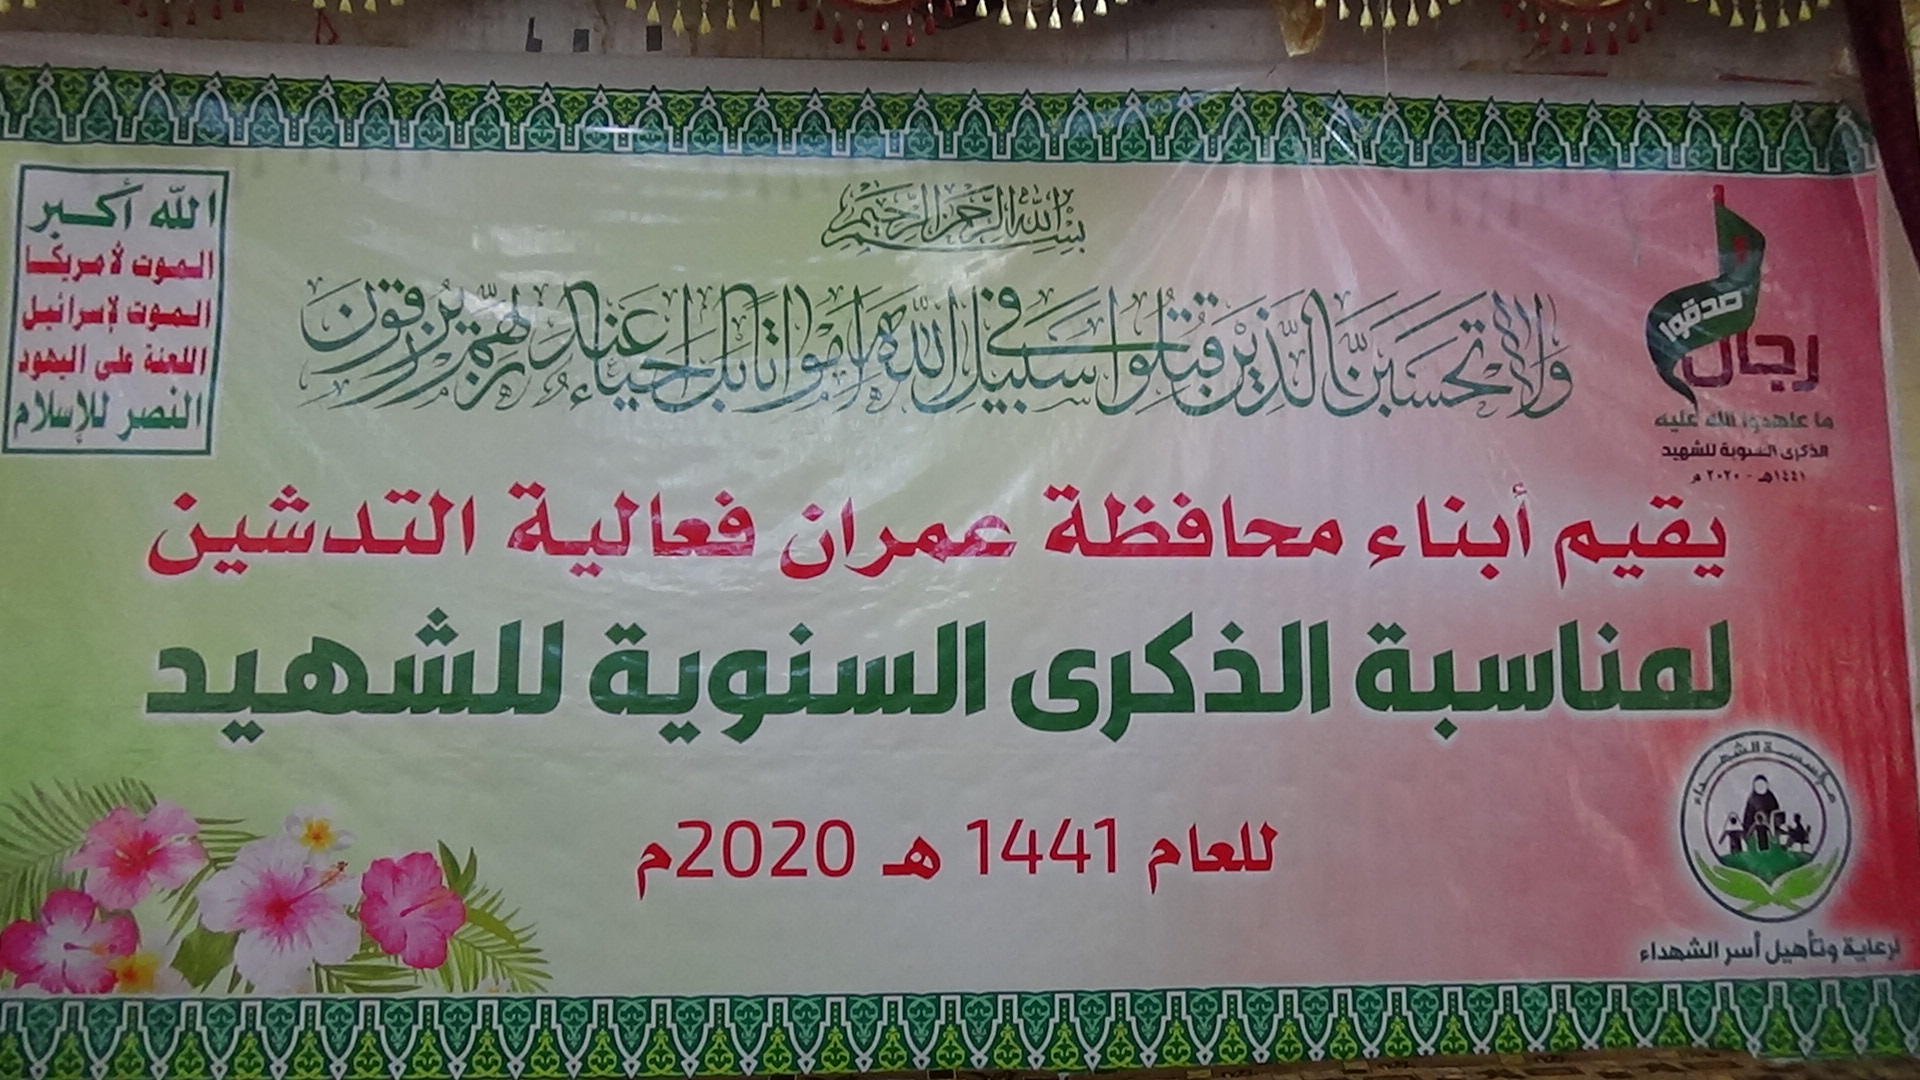 بسم الله الرحمن الرحيم
ولا تحسبن الذين قتلوا في سبيل الله أمواتا بل أحياء عند ربهم يرزقون
رجال صدقوا
ما عاهدوا الله عليه
الذكرى السنوية للشهيد
١٤٤١هـ - ٢٠٢٠م
الله أكبر
الموت لأمريكا
الموت لإسرائيل
اللعنة على اليهود
النصر للإسلام
يقيم أبناء محافظة عمران فعالية التدشين
لمناسبة الذكرى السنوية للشهيد
للعام 1441 هـ 2020م
مؤسسة الشهداء
لرعاية وتأهيل أسر الشهداء